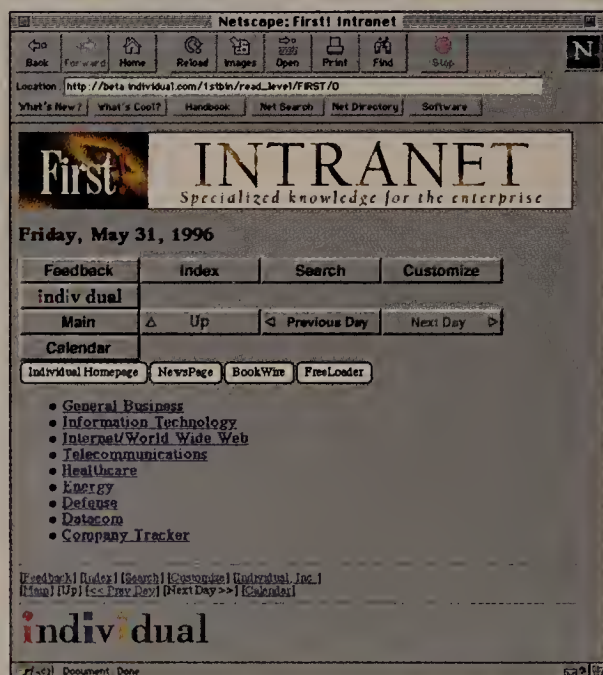 Netscape: First! Intranet
Back Forward Home Reload Images Open Print Find Stop
N
Location: http://beta.individual.com/1stbin/read_level/FIRST/0
What's New? What's Cool? Handbook Net Search Net Directory Software
First
INTRANET
Specialized knowledge for the enterprise
Friday, May 31, 1996
Feedback Index Search Customize
individual
Main Up Previous Day Next Day
Calendar
Individual Homepage NewsPage BookWire FreeLoader
General Business
Information Technology
Internet/World Wide Web
Telecommunications
Healthcare
Energy
Defense
Datacom
Company Tracker
[Feedback] [Index] [Search] [Customize] [Individual, Inc.]
[Main] [Up] [<< Prev Day] [Next Day >>] [Calendar]
individual
Document: Done